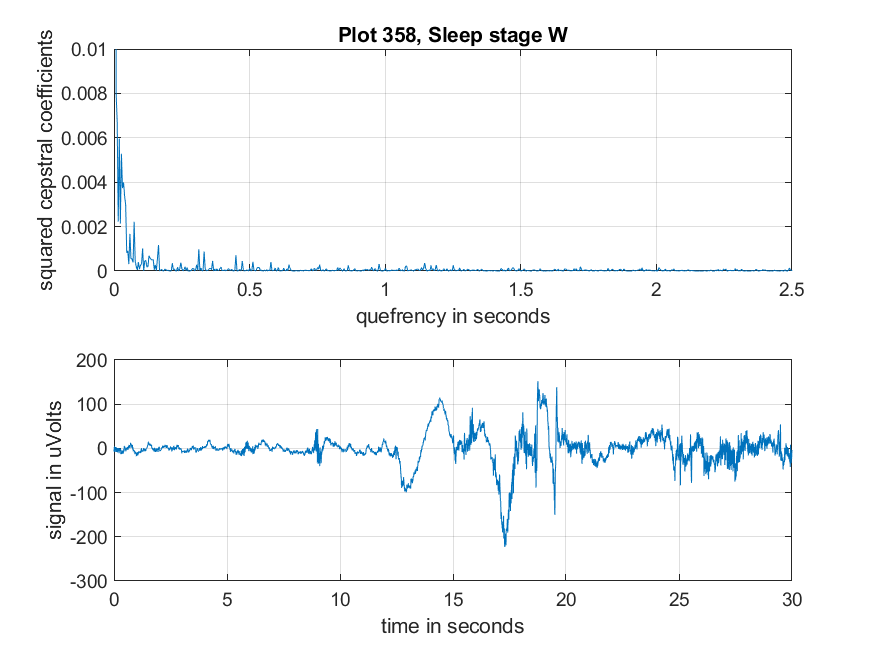 Plot 358, Sleep stage W
squared cepstral coefficients
0.01
0.008
0.006
0.004
0.002
0
0 0.5 1 1.5 2 2.5
quefrency in seconds
signal in uVolts
200
100
0
-100
-200
-300
0 5 10 15 20 25 30
time in seconds